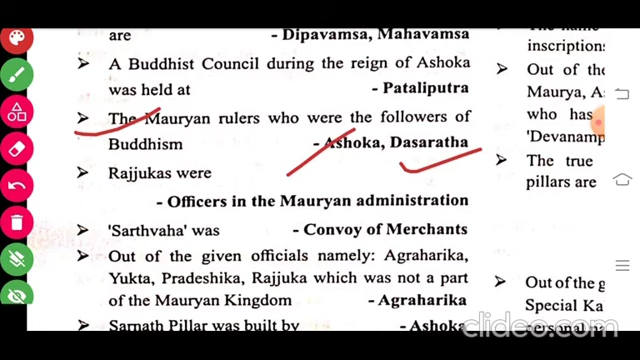 are - Dipavamsa, Mahavamsa
➢ A Buddhist Council during the reign of Ashoka
was held at - Pataliputra
➢ The Mauryan rulers who were the followers of
Buddhism - Ashoka, Dasaratha
➢ Rajjukas were
- Officers in the Mauryan administration
➢ 'Sarthvaha' was - Convoy of Merchants
➢ Out of the given officials namely: Agraharika,
Yukta, Pradeshika, Rajjuka which was not a part
of the Mauryan Kingdom - Agraharika
➢ Sarnath Pillar was built by - Ashoka
inscriptions
➢ Out of the
Maurya, As
who has
'Devanamp
➢ The true
pillars are
Out of the g
Special Ka
personal na
clideo.com